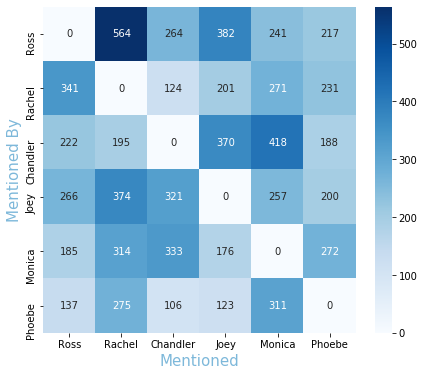 Mentioned By
Ross 0 564 264 382 241 217
Rachel 341 0 124 201 271 231
Chandler 222 195 0 370 418 188
Joey 266 374 321 0 257 200
Monica 185 314 333 176 0 272
Phoebe 137 275 106 123 311 0
Ross Rachel Chandler Joey Monica Phoebe
Mentioned
500
400
300
200
100
0